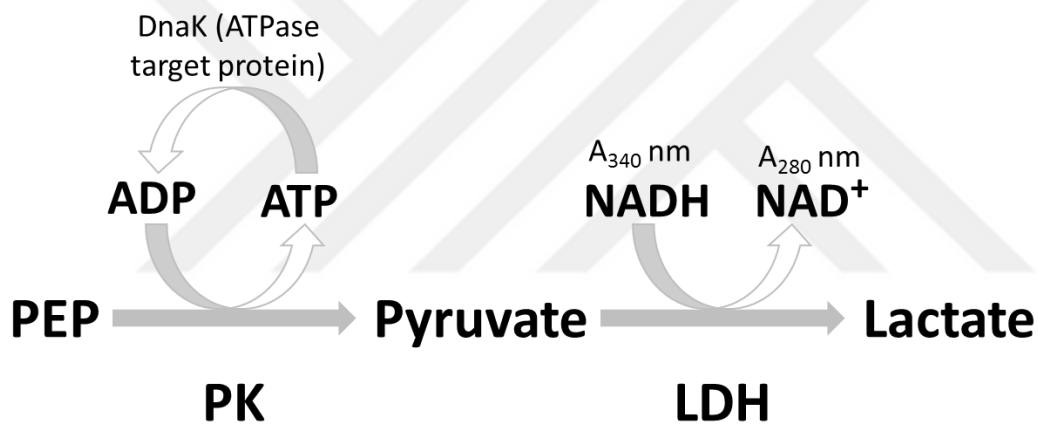 DnaK (ATPase
target protein)
A₃₄₀ nm
A₂₈₀ nm
ADP
ATP
NADH
NAD⁺
PEP
Pyruvate
Lactate
PK
LDH